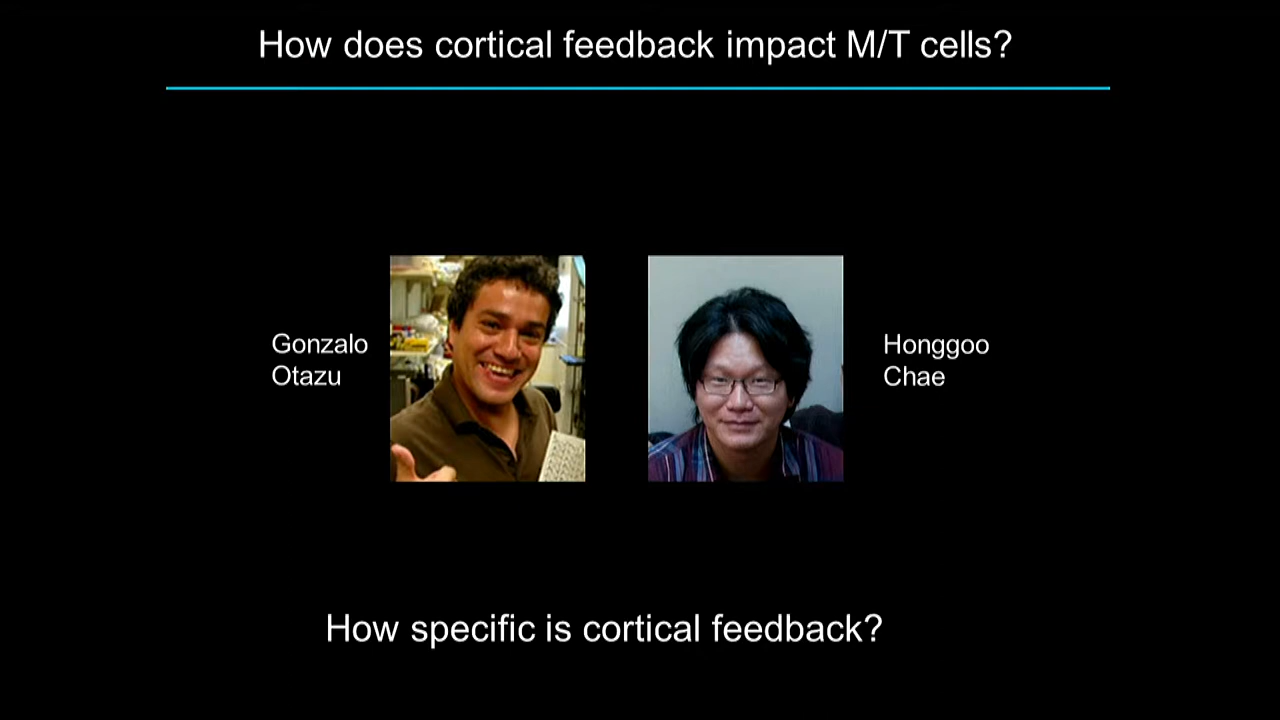 How does cortical feedback impact M/T cells?
Gonzalo
Otazu
Honggoo
Chae
How specific is cortical feedback?